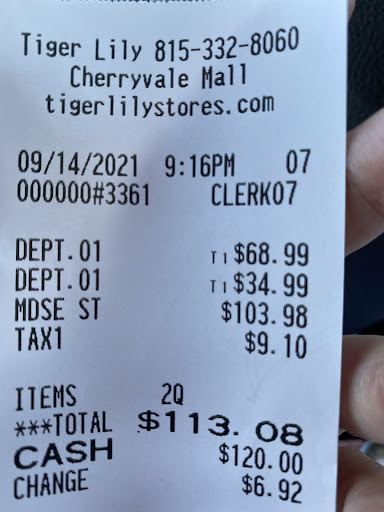 Tiger Lily 815-332-8060
Cherryvale Mall
tigerlilystores.com
09/14/2021 9:16PM 07
000000#3361 CLERK07
DEPT.01 T1 $68.99
DEPT.01 T1 $34.99
MDSE ST $103.98
TAX1 $9.10
ITEMS 2Q
***TOTAL $113.08
CASH $120.00
CHANGE $6.92